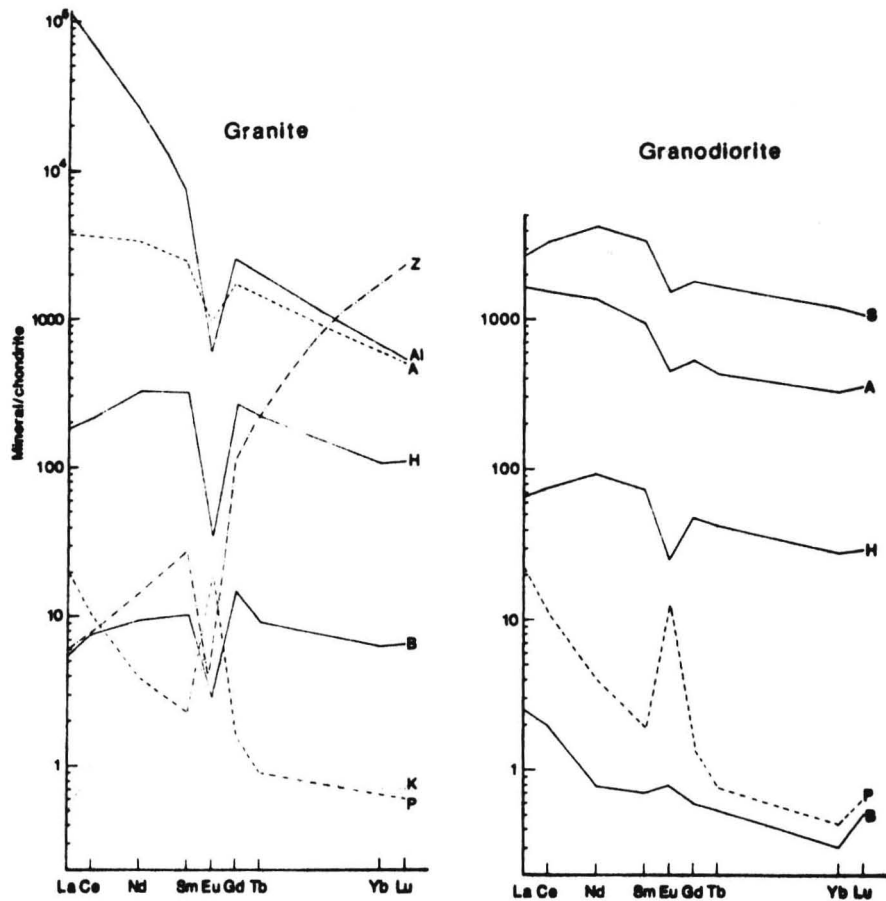 Granite
Mineral/chondrite
10⁵
10⁴
1000
100
10
1
Z
Al
A
H
B
K
P
La Ce Nd Sm Eu Gd Tb Yb Lu
Granodiorite
1000
100
10
1
S
A
H
P
B
La Ce Nd Sm Eu Gd Tb Yb Lu